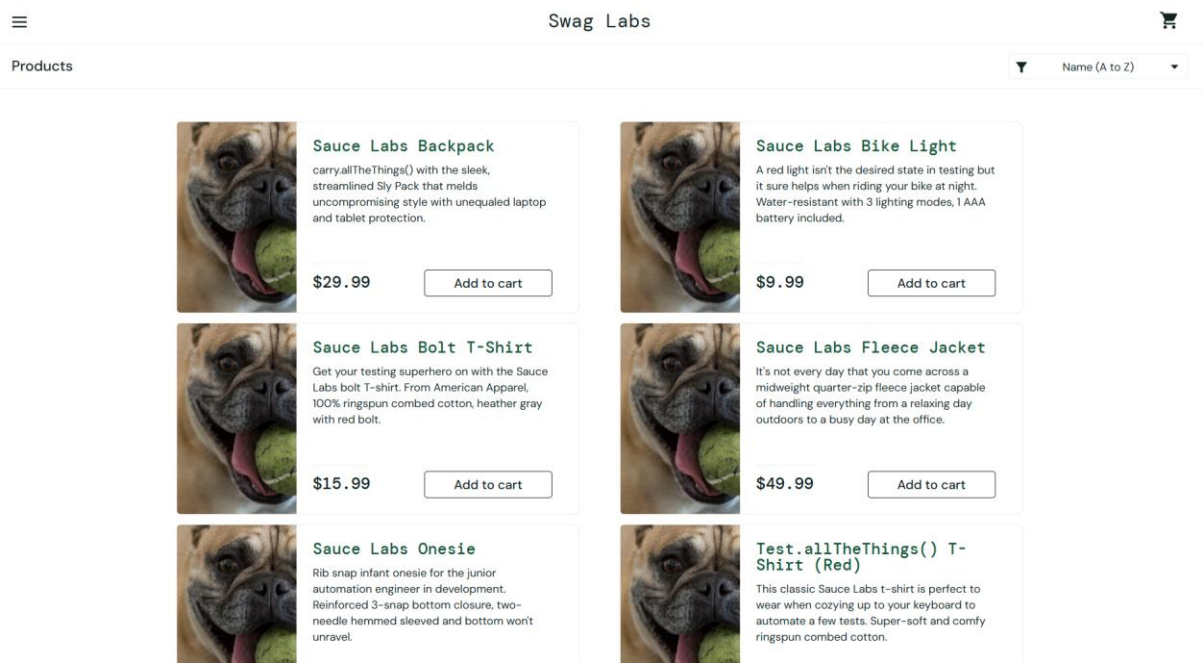 Swag Labs
Products
Name (A to Z)
Sauce Labs Backpack
carry.allTheThings() with the sleek,
streamlined Sly Pack that melds
uncompromising style with unequaled laptop
and tablet protection.
$29.99
Add to cart
Sauce Labs Bike Light
A red light isn't the desired state in testing but
it sure helps when riding your bike at night.
Water-resistant with 3 lighting modes, 1 AAA
battery included.
$9.99
Add to cart
Sauce Labs Bolt T-Shirt
Get your testing superhero on with the Sauce
Labs bolt T-shirt. From American Apparel,
100% ringspun combed cotton, heather gray
with red bolt.
$15.99
Add to cart
Sauce Labs Fleece Jacket
It's not every day that you come across a
midweight quarter-zip fleece jacket capable
of handling everything from a relaxing day
outdoors to a busy day at the office.
$49.99
Add to cart
Sauce Labs Onesie
Rib snap infant onesie for the junior
automation engineer in development.
Reinforced 3-snap bottom closure, two-
needle hemmed sleeved and bottom won't
unravel.
Test.allTheThings() T-
Shirt (Red)
This classic Sauce Labs t-shirt is perfect to
wear when cozying up to your keyboard to
automate a few tests. Super-soft and comfy
ringspun combed cotton.